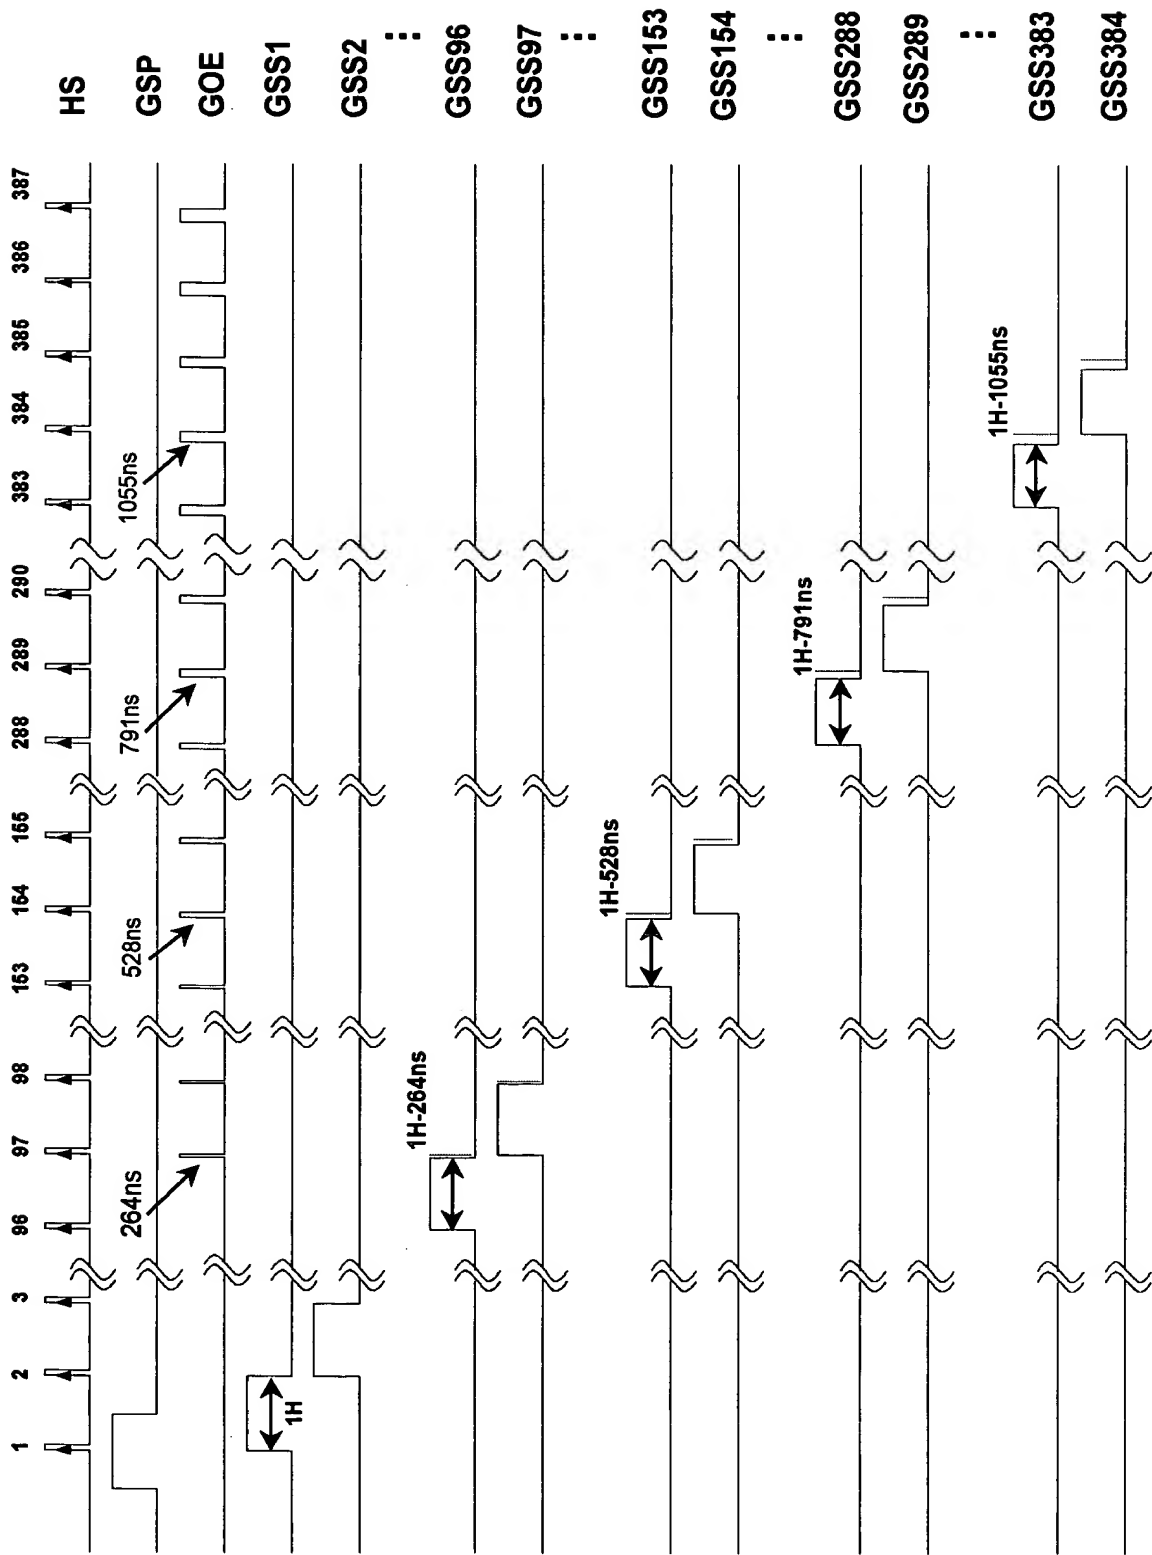 1 2 3 96 97 98 153 164 165 288 289 290 383 384 385 386 387
HS
264ns 528ns 791ns 1055ns
GSP
GOE
GSS1
1H
GSS2
1H-264ns
GSS96
GSS97
1H-528ns
GSS153
GSS154
1H-791ns
GSS288
GSS289
1H-1055ns
GSS383
GSS384